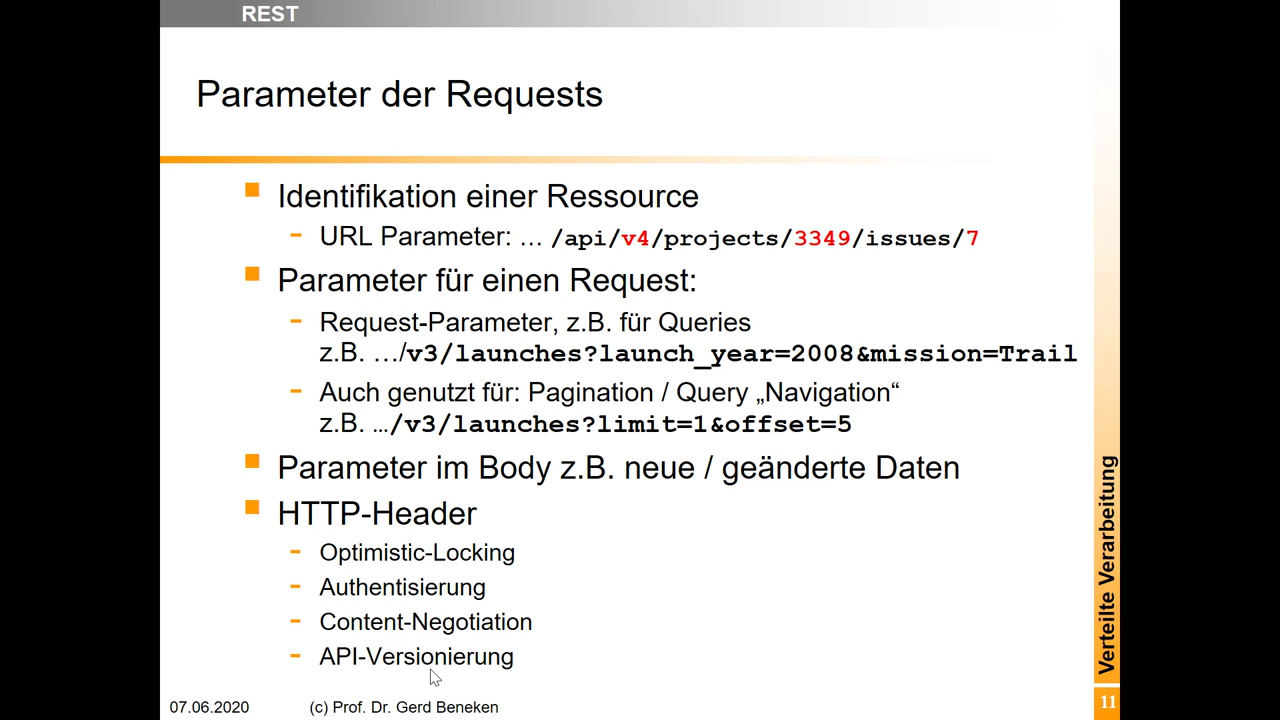 REST
Parameter der Requests
Identifikation einer Ressource
- URL Parameter: … /api/v4/projects/3349/issues/7
Parameter für einen Request:
- Request-Parameter, z.B. für Queries
z.B. …/v3/launches?launch_year=2008&mission=Trail
- Auch genutzt für: Pagination / Query „Navigation“
z.B. …/v3/launches?limit=1&offset=5
Parameter im Body z.B. neue / geänderte Daten
HTTP-Header
- Optimistic-Locking
- Authentisierung
- Content-Negotiation
- API-Versionierung
Verteilte Verarbeitung
07.06.2020 (c) Prof. Dr. Gerd Beneken 11